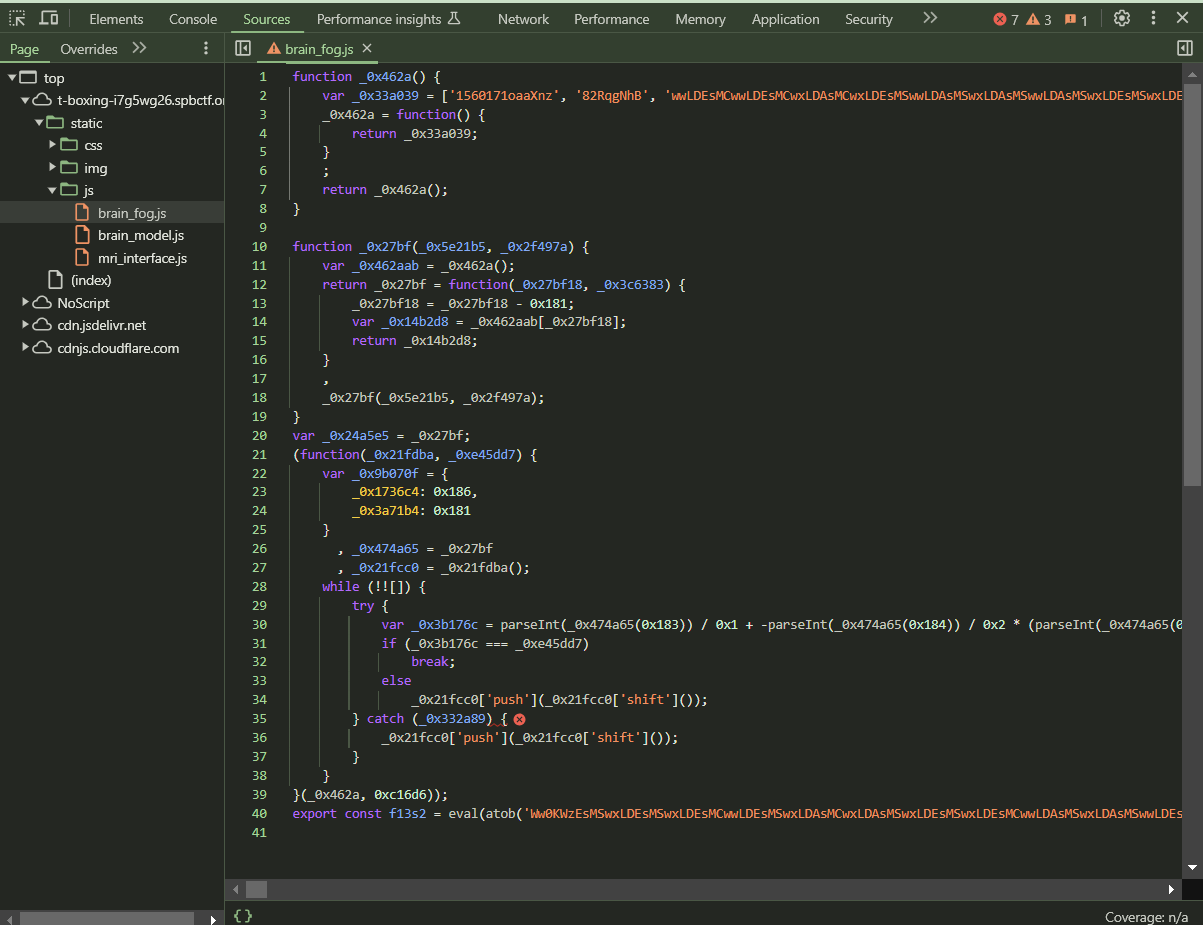 Elements Console Sources Performance insights Network Performance Memory Application Security 7 3 1
Page Overrides brain_fog.js
top
t-boxing-i7g5wg26.spbctf.or
static
css
img
js
brain_fog.js
brain_model.js
mri_interface.js
(index)
NoScript
cdn.jsdelivr.net
cdnjs.cloudflare.com
1 function _0x462a() {
2 var _0x33a039 = ['1560171oaaXnz', '82RqgNhB', 'wwLDEsMCwwLDEsMCwxLDAsMCwxLDEsMSwwLDAsMSwxLDAsMSwwLDAsMSwxLDEsMSwxLDE
3 _0x462a = function() {
4 return _0x33a039;
5 }
6 ;
7 return _0x462a();
8 }
9
10 function _0x27bf(_0x5e21b5, _0x2f497a) {
11 var _0x462aab = _0x462a();
12 return _0x27bf = function(_0x27bf18, _0x3c6383) {
13 _0x27bf18 = _0x27bf18 - 0x181;
14 var _0x14b2d8 = _0x462aab[_0x27bf18];
15 return _0x14b2d8;
16 }
17 ,
18 _0x27bf(_0x5e21b5, _0x2f497a);
19 }
20 var _0x24a5e5 = _0x27bf;
21 (function(_0x21fdba, _0xe45dd7) {
22 var _0x9b070f = {
23 _0x1736c4: 0x186,
24 _0x3a71b4: 0x181
25 }
26 , _0x474a65 = _0x27bf
27 , _0x21fcc0 = _0x21fdba();
28 while (!![]) {
29 try {
30 var _0x3b176c = parseInt(_0x474a65(0x183)) / 0x1 + -parseInt(_0x474a65(0x184)) / 0x2 * (parseInt(_0x474a65(0
31 if (_0x3b176c === _0xe45dd7)
32 break;
33 else
34 _0x21fcc0['push'](_0x21fcc0['shift']());
35 } catch (_0x332a89) {
36 _0x21fcc0['push'](_0x21fcc0['shift']());
37 }
38 }
39 }(_0x462a, 0xc16d6));
40 export const f13s2 = eval(atob('Ww0KWzEsMSwxLDEsMSwxLDEsMCwwLDEsMSwxLDAsMCwxLDAsMSwxLDEsMSwxLDEsMCwwLDAsMSwxLDAsMSwwLDEs
41
{} Coverage: n/a